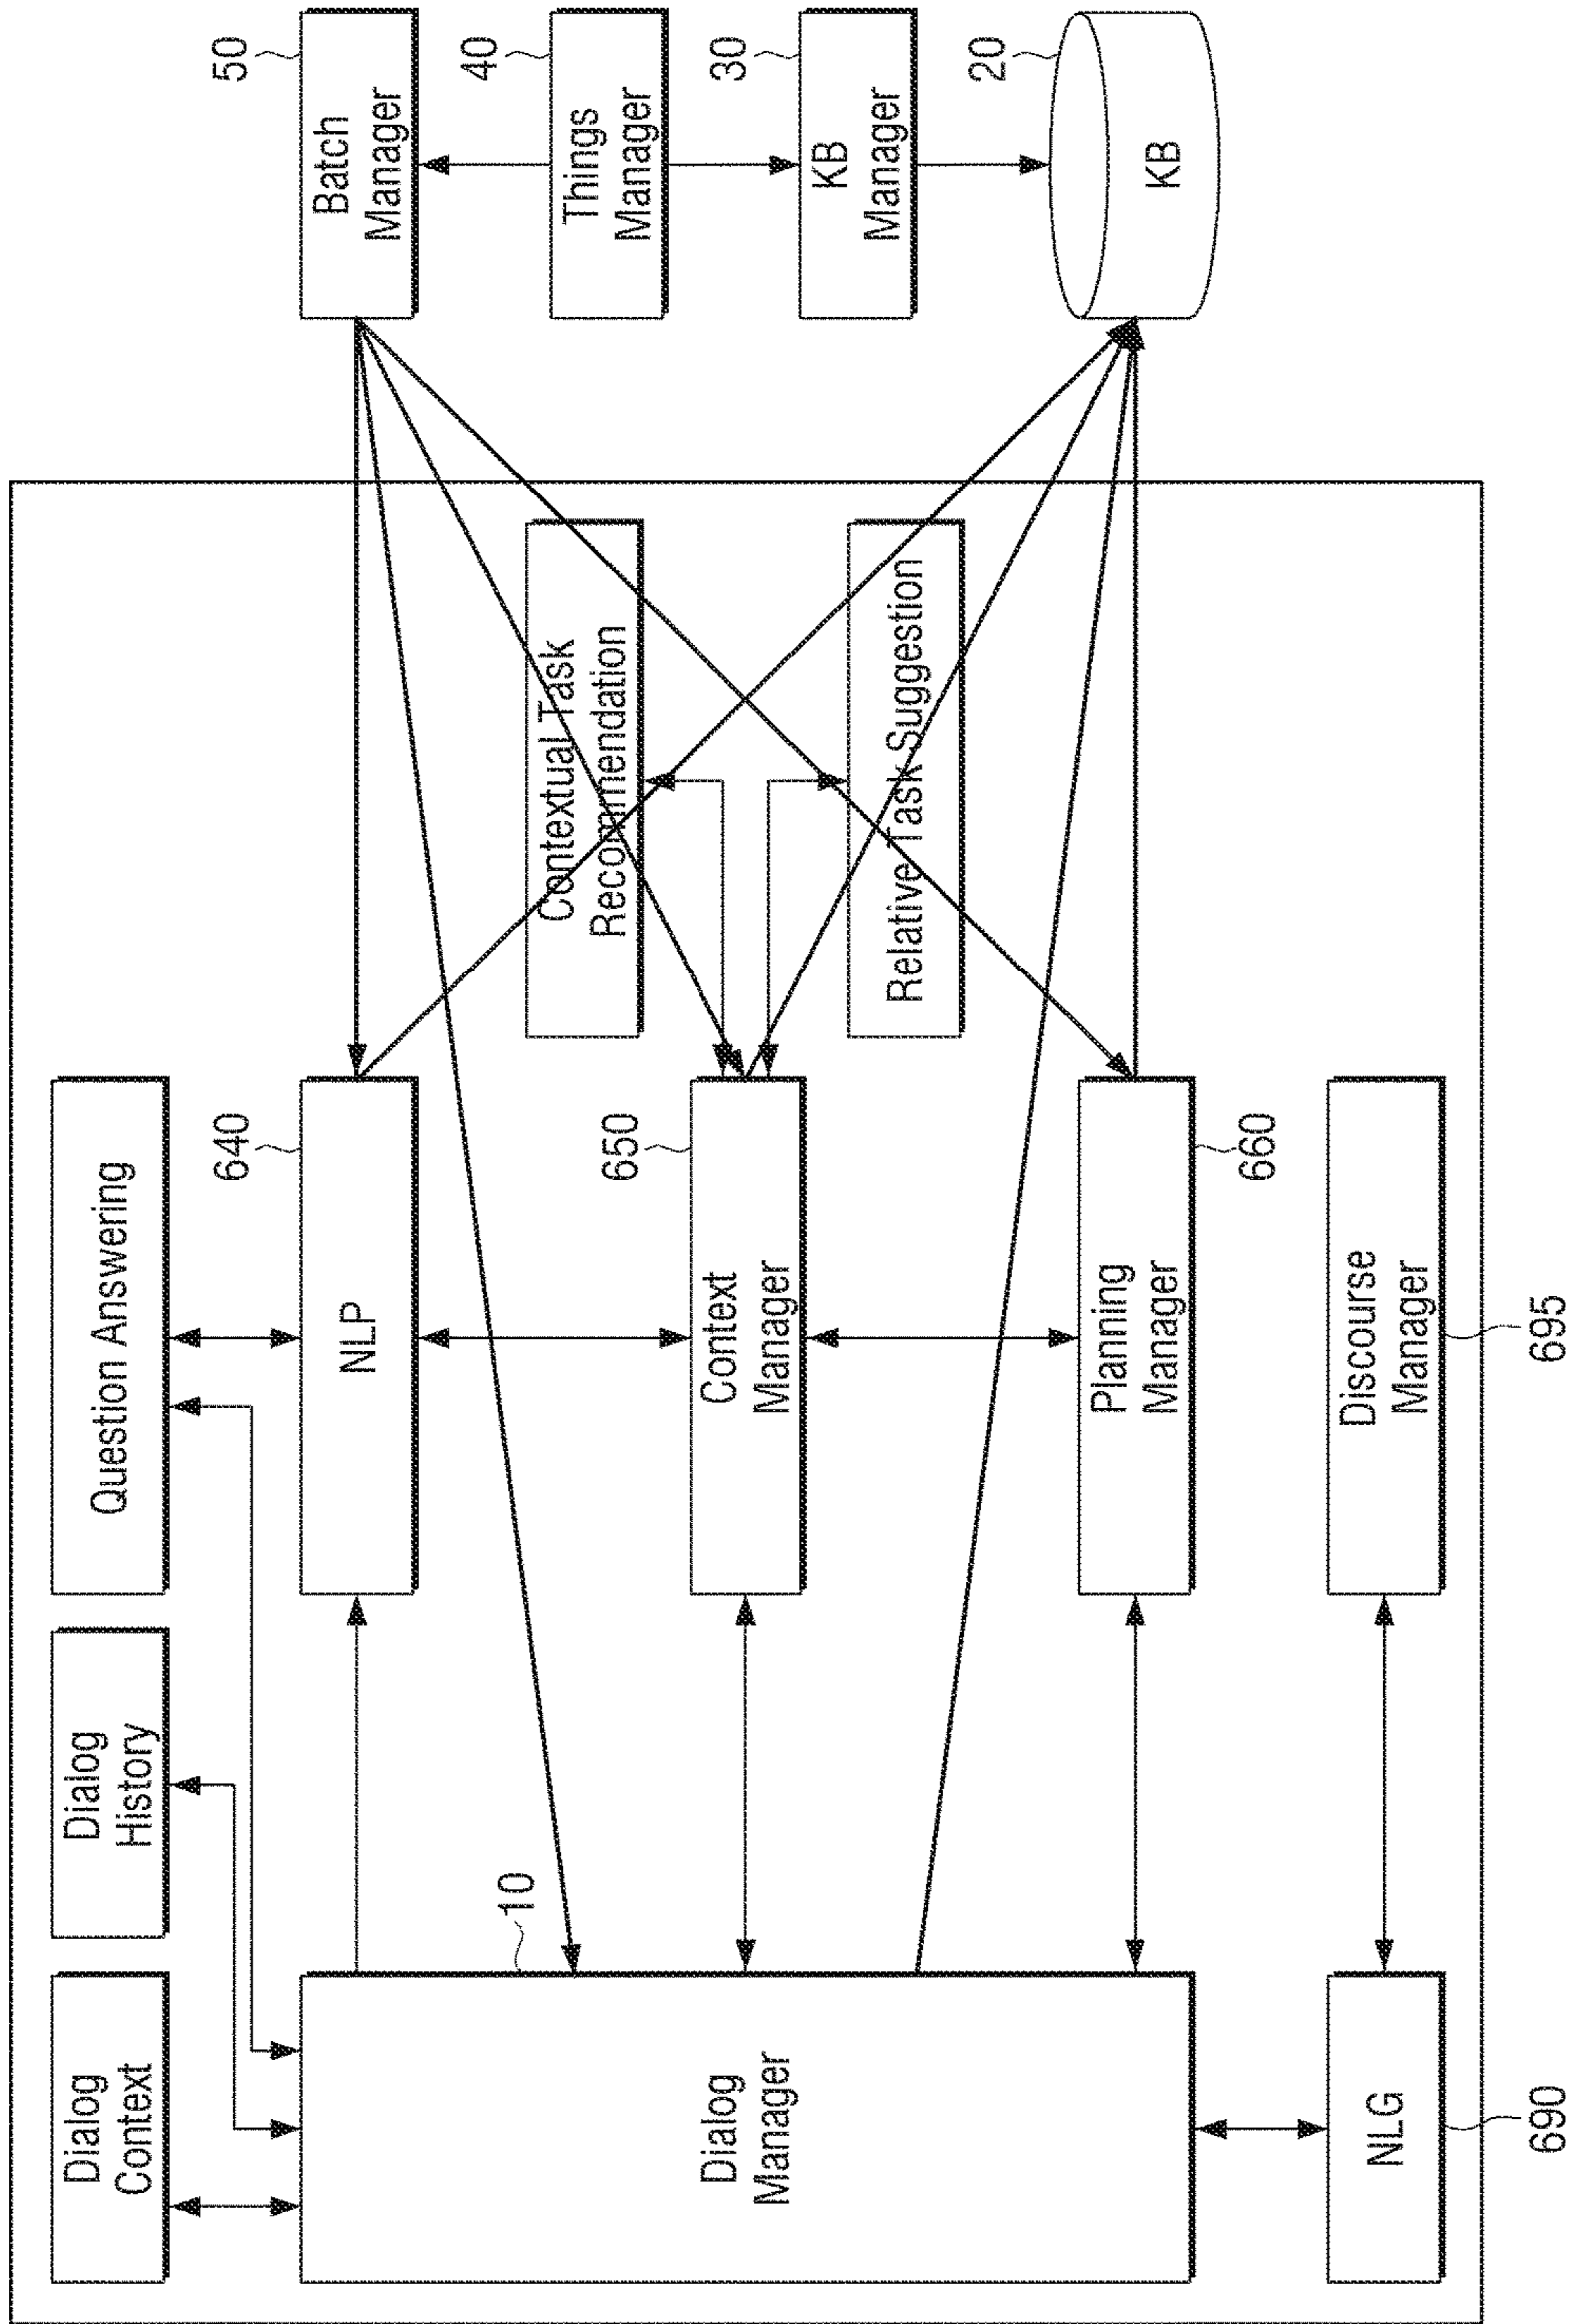 Dialog
Context
Dialog
History
Question Answering
640
50
NLP
Batch
Manager
10
Contextual Task
Recommendation
40
Things
Manager
650
Dialog
Manager
Context
Manager
30
KB
Manager
Relative Task Suggestion
20
Planning
Manager
KB
660
NLG
Discourse
Manager
690
695